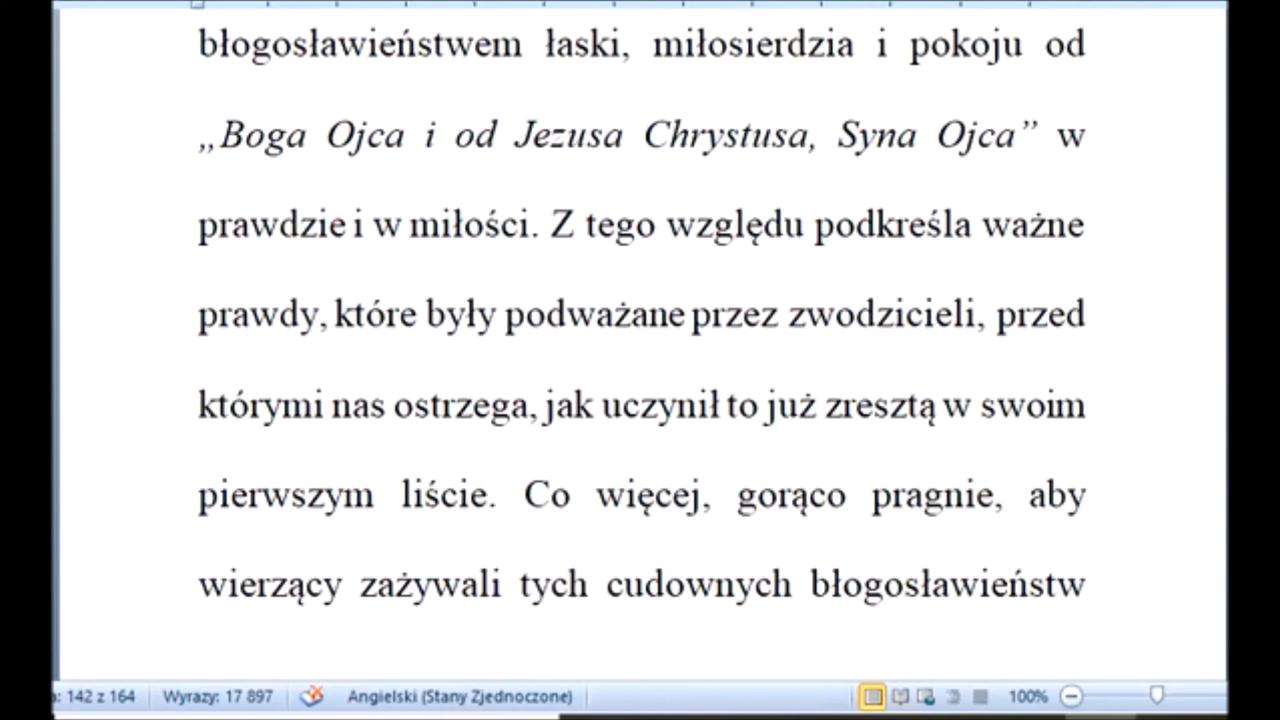 błogosławieństwem łaski, miłosierdzia i pokoju od
„Boga Ojca i od Jezusa Chrystusa, Syna Ojca” w
prawdzie i w miłości. Z tego względu podkreśla ważne
prawdy, które były podważane przez zwodzicieli, przed
którymi nas ostrzega, jak uczynił to już zresztą w swoim
pierwszym liście. Co więcej, gorąco pragnie, aby
wierzący zażywali tych cudownych błogosławieństw
: 142 z 164 Wyrazy: 17 897 Angielski (Stany Zjednoczone) 100%